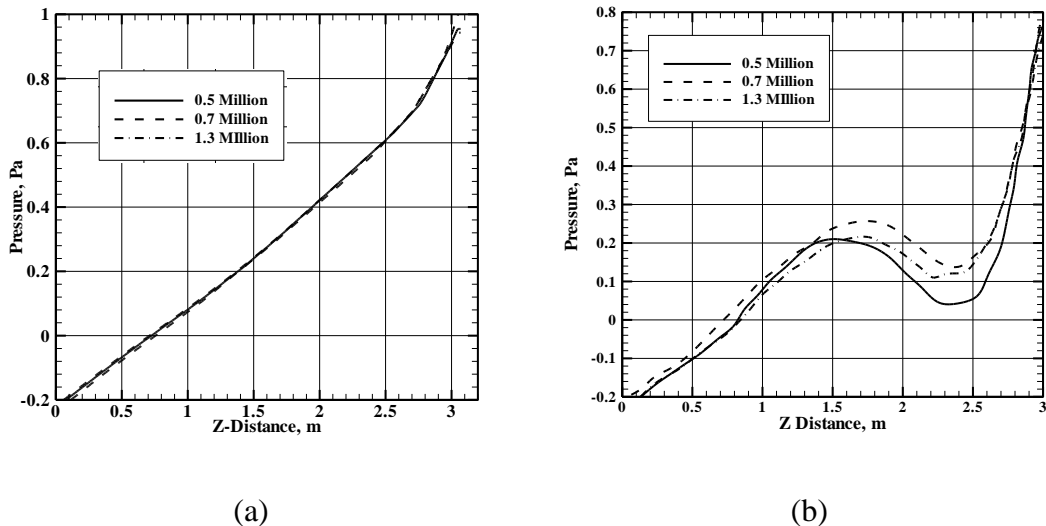 1
0.8
0.6
0.4
0.2
0
-0.2
Pressure, Pa
0.5 Million
0.7 Million
1.3 MIllion
0 0.5 1 1.5 2 2.5 3
Z-Distance, m
(a)
0.8
0.7
0.6
0.5
0.4
0.3
0.2
0.1
0
-0.1
-0.2
Pressure, Pa
0.5 Million
0.7 Million
1.3 MIllion
0 0.5 1 1.5 2 2.5 3
Z Distance, m
(b)